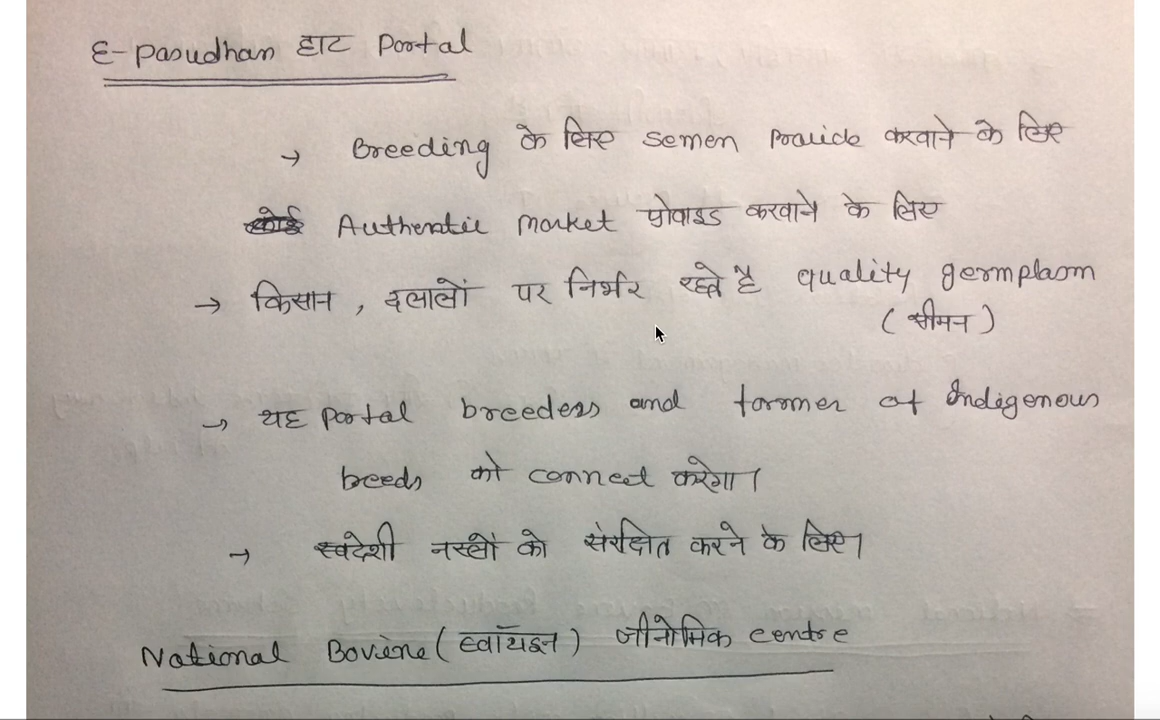 E-Pasudhan हाट Portal
→ Breeding के लिए semen Provide करवाने के लिए
Authentic market प्रोवाइड करवाने के लिए
→ किसान , दलालों पर निर्भर रहते है quality germplasm
( सीमन )
→ यह portal breeders and farmer of Indigenous
breeds को connect करेगा।
→ स्वदेशी नस्लों को संरक्षित करने के लिए।
National Bovine ( ) जीनोमिक centre